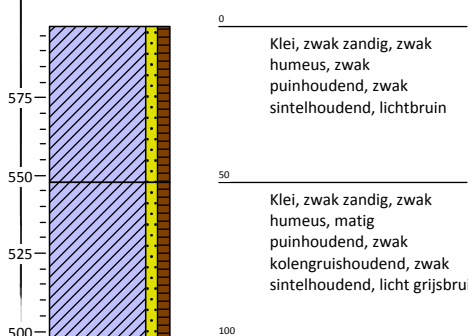 0
Klei, zwak zandig, zwak
humeus, zwak
puinhoudend, zwak
sintelhoudend, lichtbruin
575
550
50
Klei, zwak zandig, zwak
humeus, matig
puinhoudend, zwak
kolengruishoudend, zwak
sintelhoudend, licht grijsbrui
525
500
100